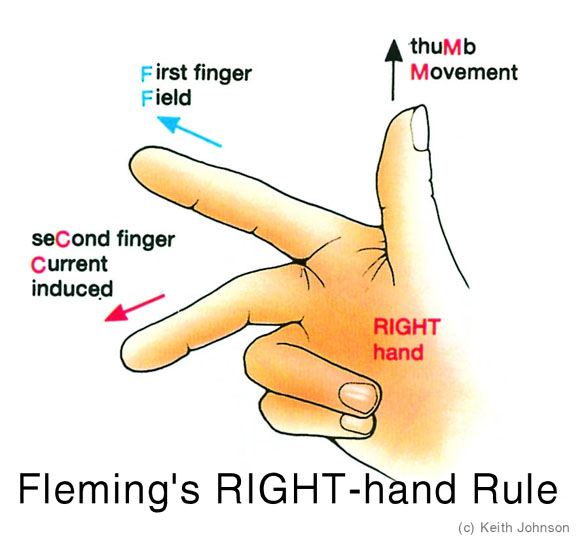 thuMb
Movement
First finger
Field
seCond finger
Current
induced
RIGHT
hand
Fleming's RIGHT-hand Rule
(c) Keith Johnson